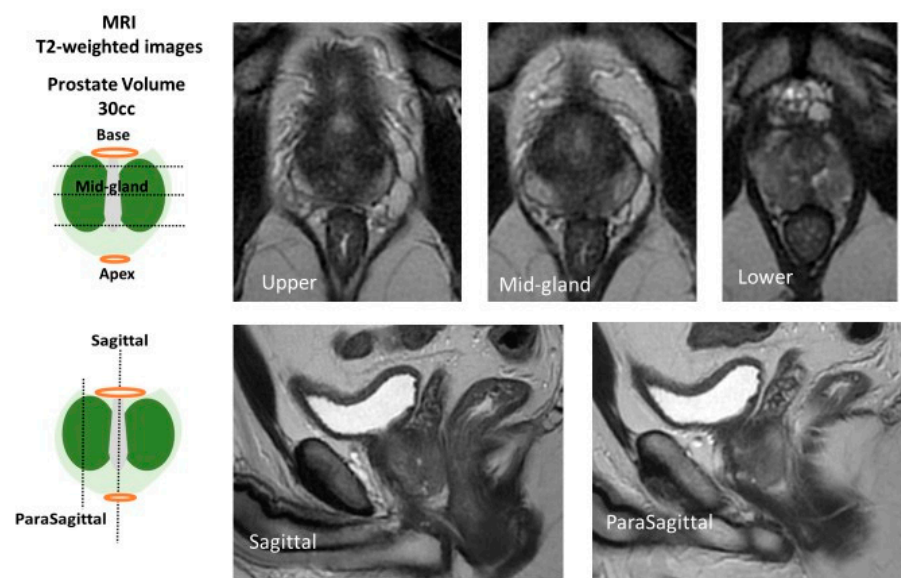 MRI
T2-weighted images
Prostate Volume
30cc
Base
Mid-gland
Apex
Upper
Mid-gland
Lower
Sagittal
ParaSagittal
Sagittal
ParaSagittal